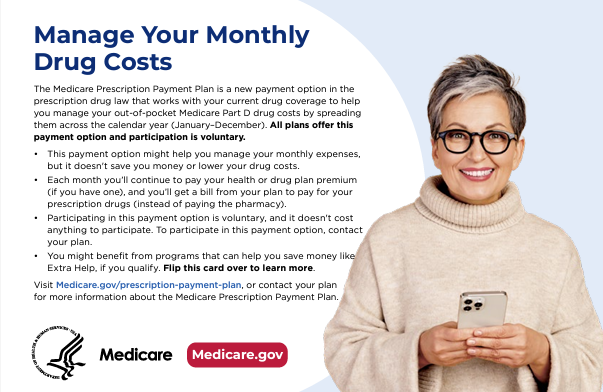 Manage Your Monthly
Drug Costs
The Medicare Prescription Payment Plan is a new payment option in the
prescription drug law that works with your current drug coverage to help
you manage your out-of-pocket Medicare Part D drug costs by spreading
them across the calendar year (January–December). All plans offer this
payment option and participation is voluntary.
• This payment option might help you manage your monthly expenses,
but it doesn't save you money or lower your drug costs.
• Each month you'll continue to pay your health or drug plan premium
(if you have one), and you'll get a bill from your plan to pay for your
prescription drugs (instead of paying the pharmacy).
• Participating in this payment option is voluntary, and it doesn't cost
anything to participate. To participate in this payment option, contact
your plan.
• You might benefit from programs that can help you save money like
Extra Help, if you qualify. Flip this card over to learn more.
Visit Medicare.gov/prescription-payment-plan, or contact your plan
for more information about the Medicare Prescription Payment Plan.
DEPARTMENT OF HEALTH & HUMAN SERVICES · USA
Medicare
Medicare.gov